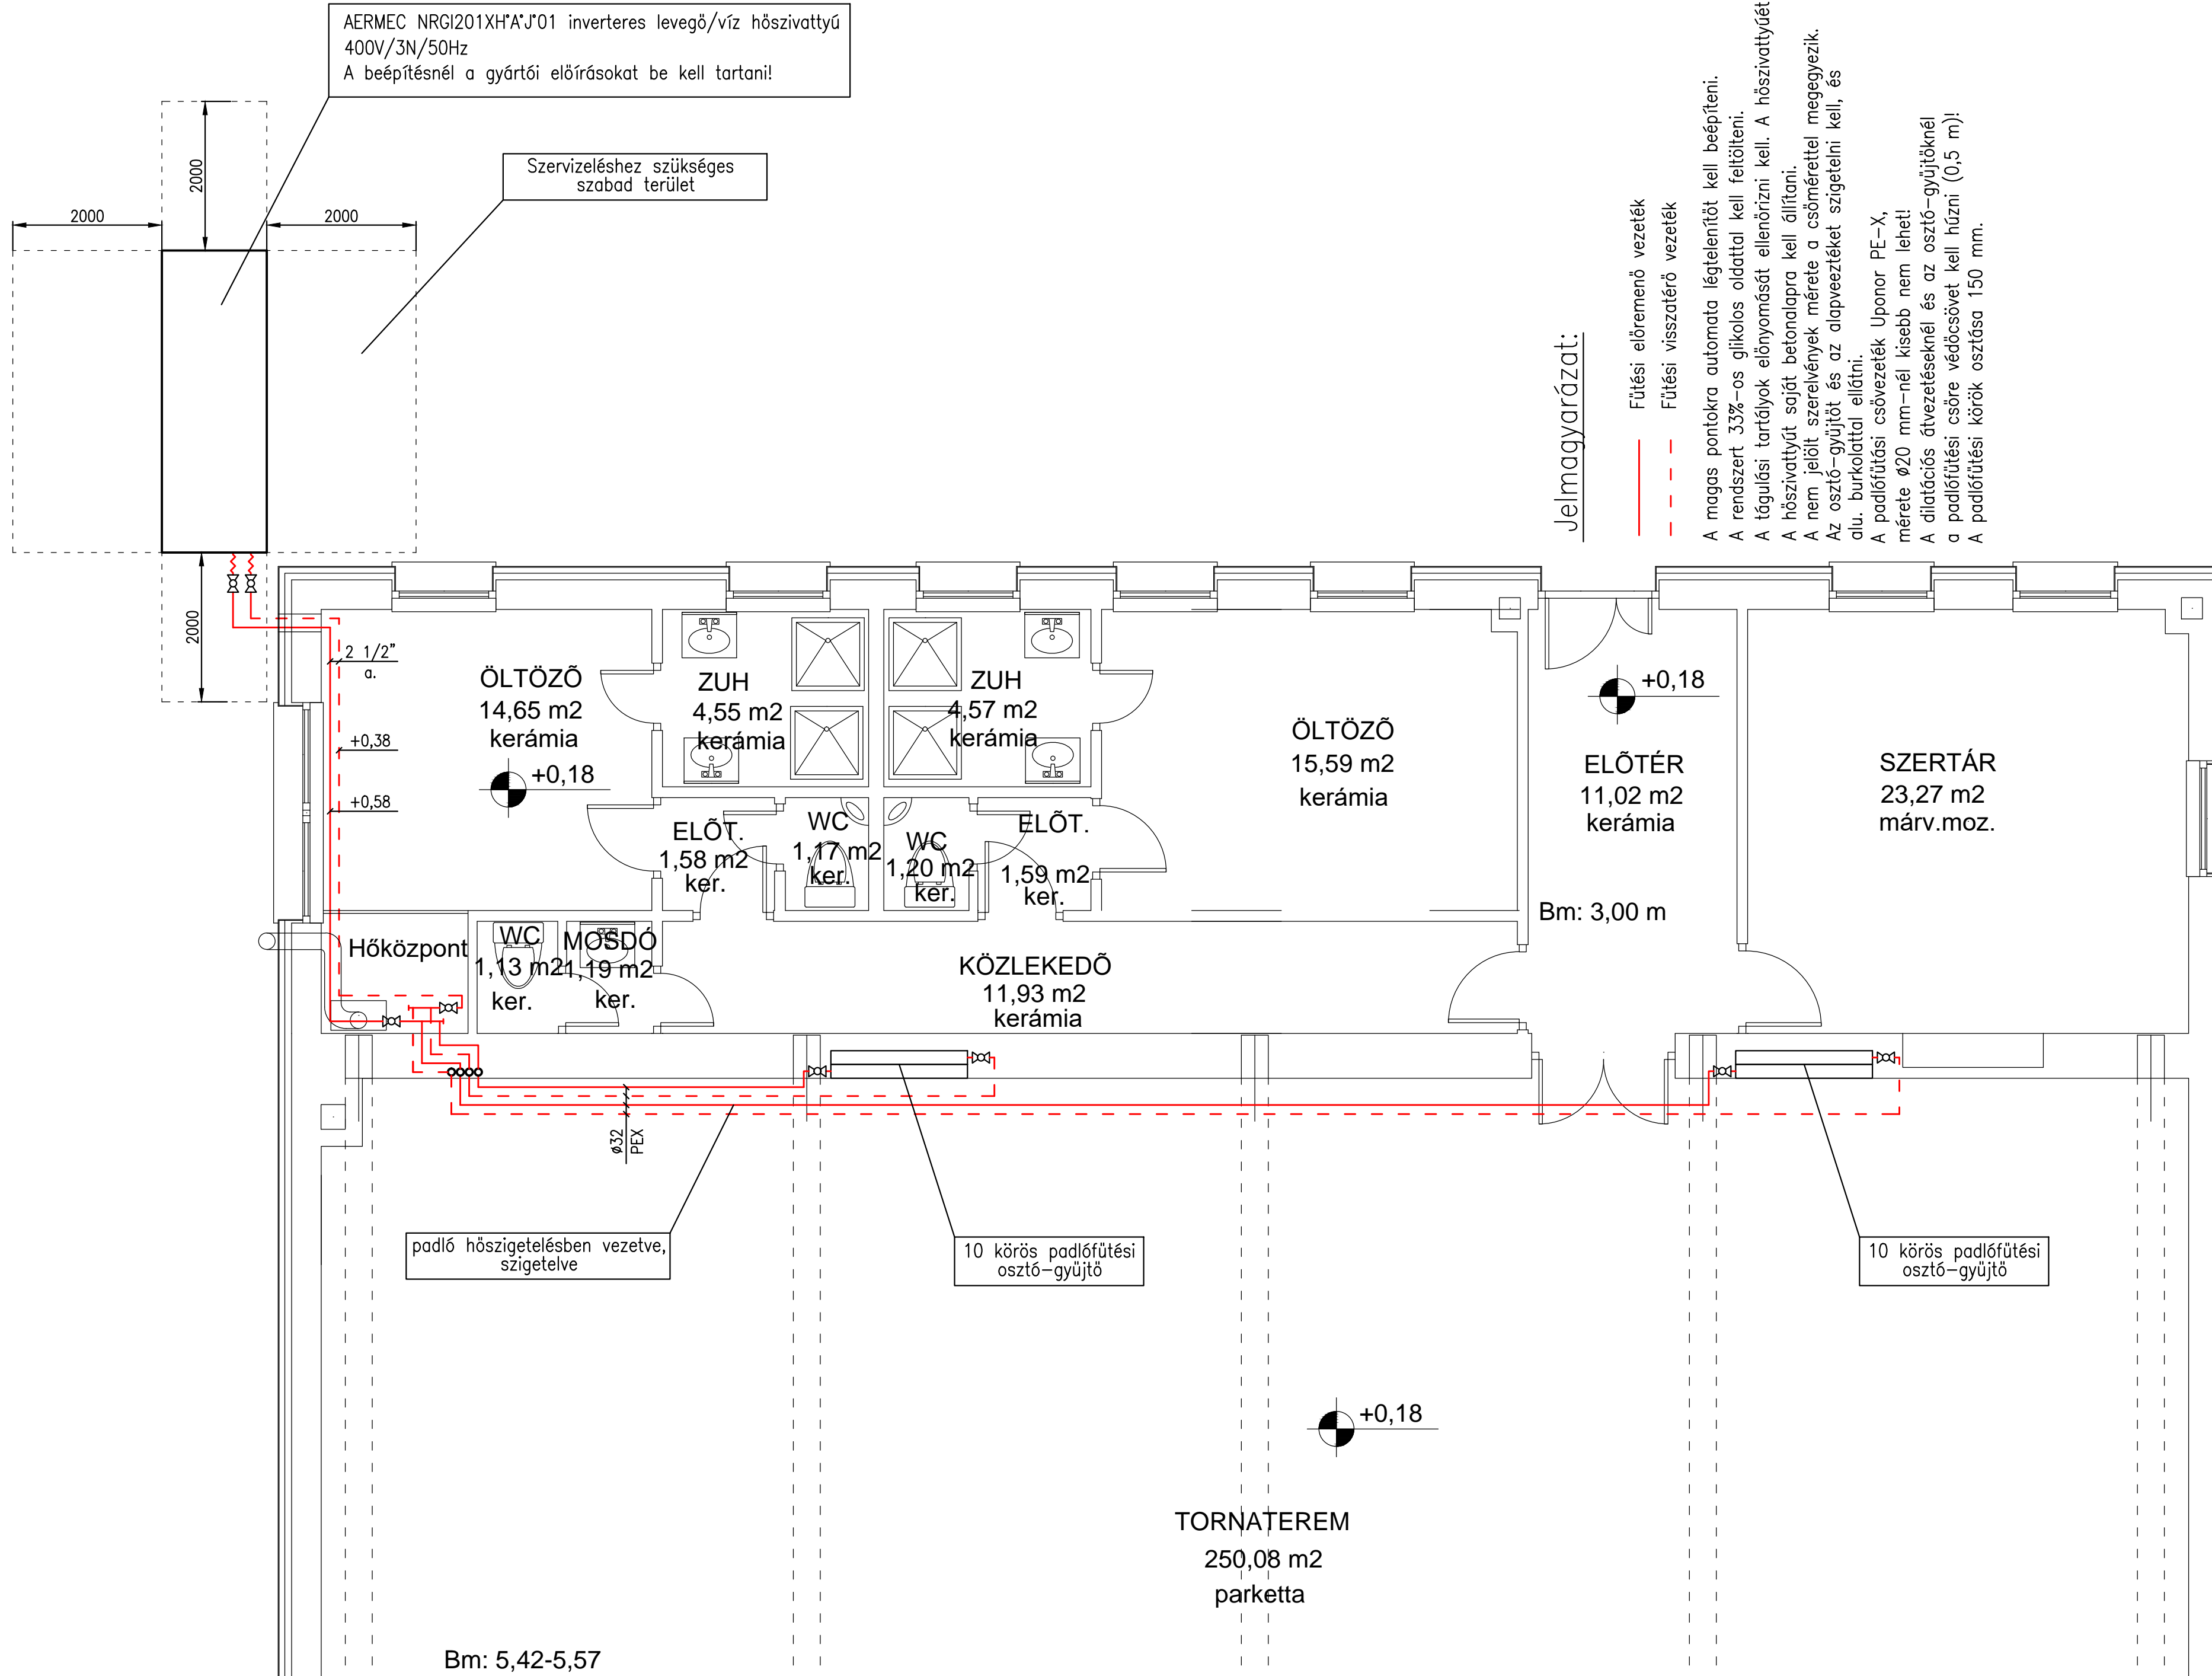 AERMEC NRGI201XH°A°J°01 inverteres levegő/víz hőszivattyú
400V/3N/50Hz
A beépítésnél a gyártói előírásokat be kell tartani!
Szervizeléshez szükséges
szabad terület
2000
2000
2000
2000
Jelmagyarázat:
Fűtési előremenő vezeték
Fűtési visszatérő vezeték
A magas pontokra automata légtelenítőt kell beépíteni.
A rendszert 33%-os glikolos oldattal kell feltölteni.
A tágulási tartályok előnyomását ellenőrizni kell. A hőszivattyúét
A hőszivattyút saját betonalapra kell állítani.
A nem jelölt szerelvények mérete a csőmérettel megegyezik.
Az osztó-gyűjtőt és az alapveeztéket szigetelni kell, és
alu. burkolattal ellátni.
A padlófűtási csővezeték Uponor PE-X,
mérete ø20 mm-nél kisebb nem lehet!
A dilatációs átvezetéseknél és az osztó-gyűjtőknél
a padlófűtési csőre védőcsövet kell húzni (0,5 m)!
A padlófűtési körök osztása 150 mm.
2 1/2"
a.
+0,38
+0,58
ÖLTÖZÕ
14,65 m2
kerámia
+0,18
ZUH
4,55 m2
kerámia
ZUH
4,57 m2
kerámia
ÖLTÖZÕ
15,59 m2
kerámia
+0,18
ELÕTÉR
11,02 m2
kerámia
Bm: 3,00 m
SZERTÁR
23,27 m2
márv.moz.
ELÕT.
1,58 m2
ker.
WC
1,17 m2
ker.
WC
1,20 m2
ker.
ELÕT.
1,59 m2
ker.
Hőközpont
WC
1,13 m2
ker.
MOSDÓ
1,19 m2
ker.
KÖZLEKEDÕ
11,93 m2
kerámia
ø32
PEX
padló hőszigetelésben vezetve,
szigetelve
10 körös padlófűtési
osztó-gyűjtő
10 körös padlófűtési
osztó-gyűjtő
+0,18
TORNATEREM
250,08 m2
parketta
Bm: 5,42-5,57